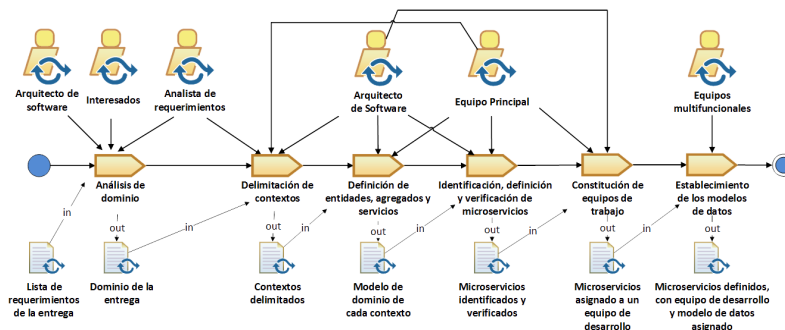 Arquitecto de
software
Interesados
Analista de
requerimientos
Arquitecto
de Software
Equipo Principal
Equipos
multifuncionales
Análisis de
dominio
Delimitación de
contextos
Definición de
entidades, agregados y
servicios
Identificación, definición
y verificación de
microservicios
Constitución de
equipos de
trabajo
Establecimiento
de los modelos
de datos
in
out
in
out
in
out
in
out
in
out
in
out
Lista de
requerimientos
de la entrega
Dominio de la
entrega
Contextos
delimitados
Modelo de
dominio de
cada contexto
Microservicios
identificados y
verificados
Microservicios
asignado a un
equipo de
desarrollo
Microservicios definidos,
con equipo de desarrollo
y modelo de datos
asienado